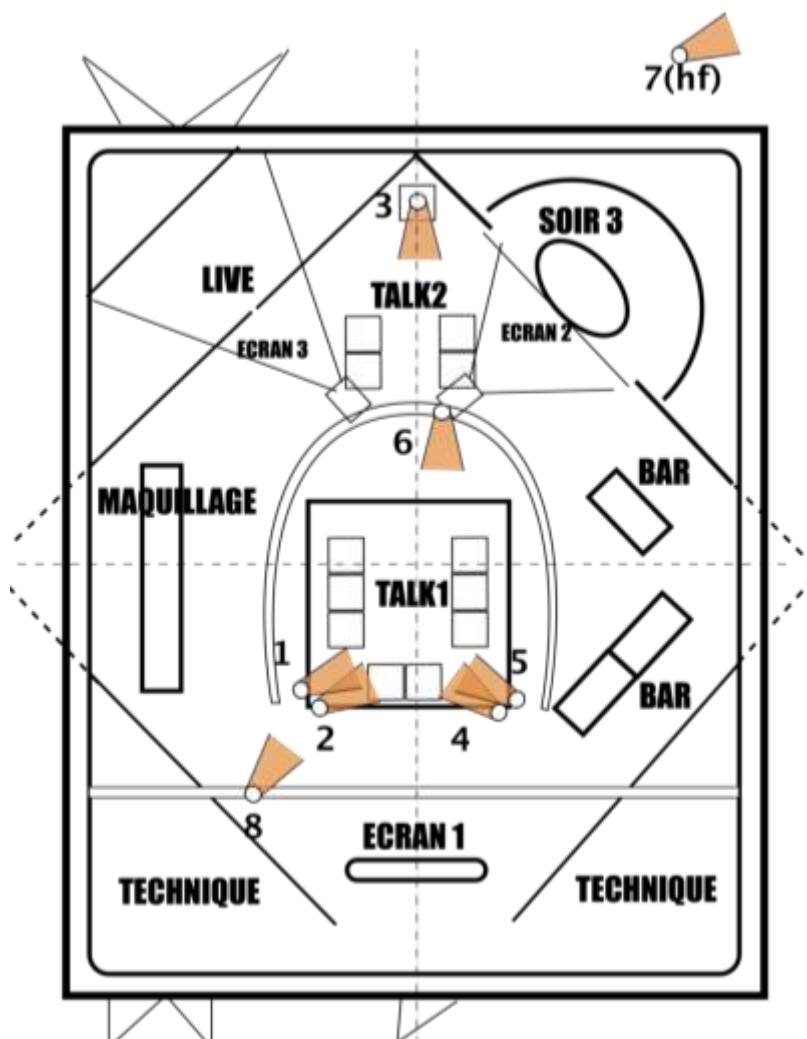 7(hf)
3
SOIR 3
LIVE
TALK2
ECRAN 3
ECRAN 2
6
BAR
MAQUILLAGE
TALK1
1
5
BAR
2
4
8
ECRAN 1
TECHNIQUE
TECHNIQUE